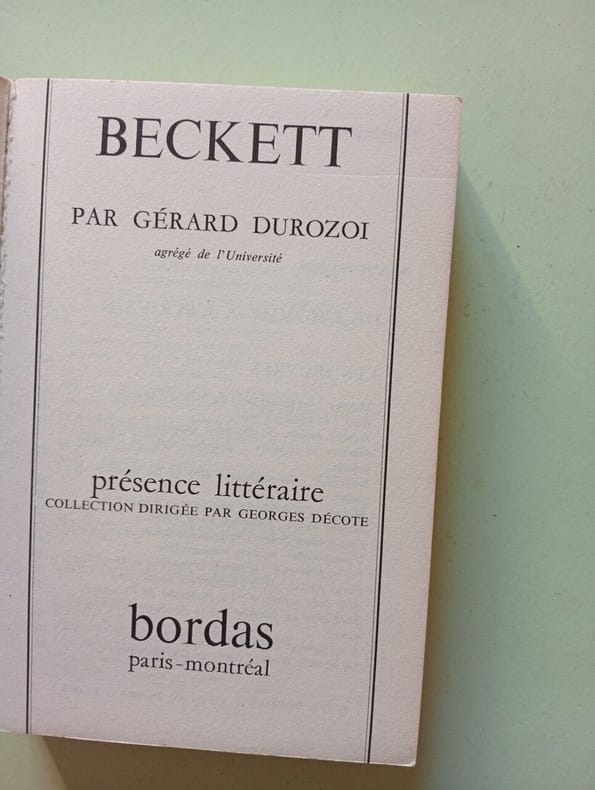 BECKETT
PAR GÉRARD DUROZOI
agrégé de l'Université
présence littéraire
COLLECTION DIRIGÉE PAR GEORGES DÉCOTE
bordas
paris-montréal